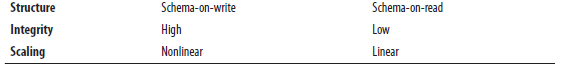 Structure Schema-on-write Schema-on-read
Integrity High Low
Scaling Nonlinear Linear